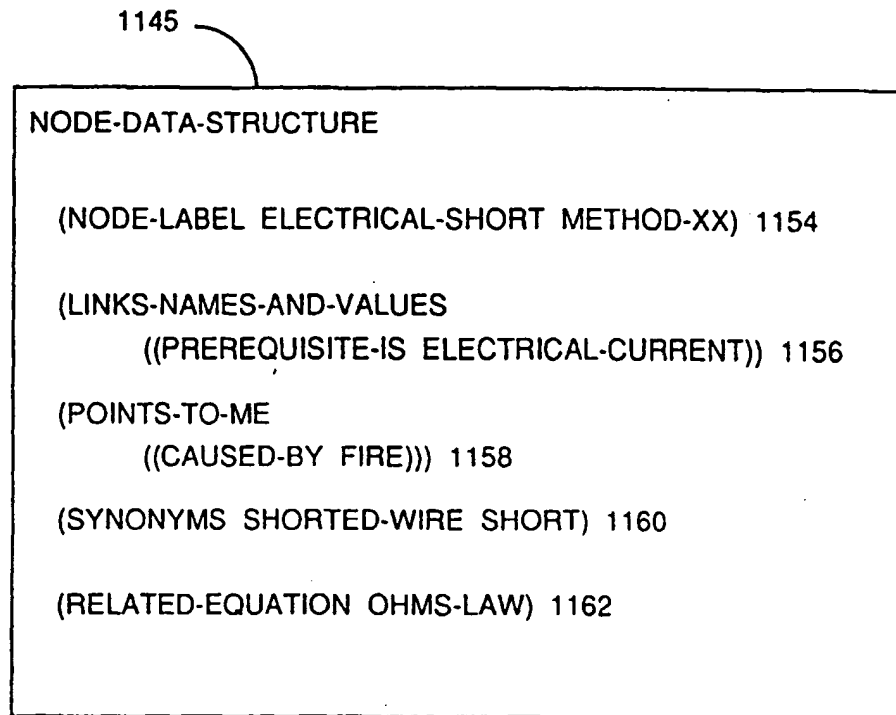 1145
NODE-DATA-STRUCTURE
(NODE-LABEL ELECTRICAL-SHORT METHOD-XX) 1154
(LINKS-NAMES-AND-VALUES
((PREREQUISITE-IS ELECTRICAL-CURRENT)) 1156
(POINTS-TO-ME
((CAUSED-BY FIRE))) 1158
(SYNONYMS SHORTED-WIRE SHORT) 1160
(RELATED-EQUATION OHMS-LAW) 1162